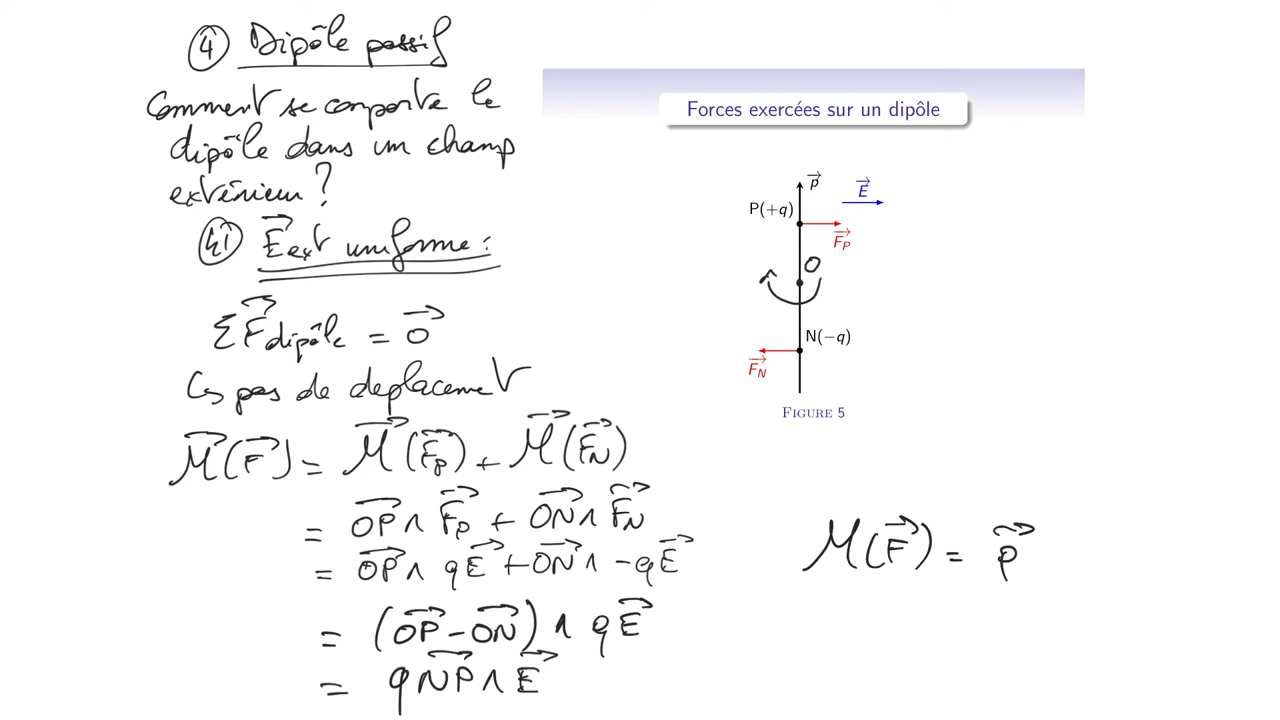 ④ Dipôle passif
Comment se comporte le
dipôle dans un champ
extérieur ?
4.1 E⃗ext uniforme :
ΣF⃗dipôle = 0⃗
↳ pas de deplacement
M⃗(F⃗) = M⃗(F⃗P) + M⃗(F⃗N)
= OP⃗ ∧ F⃗P + ON⃗ ∧ F⃗N
= OP⃗ ∧ qE⃗ + ON⃗ ∧ -qE⃗
= (OP⃗ - ON⃗) ∧ qE⃗
= qNP⃗ ∧ E⃗
Forces exercées sur un dipôle
p⃗
E⃗
P(+q)
F⃗P
O
N(−q)
F⃗N
Figure 5
M(F⃗) = p⃗